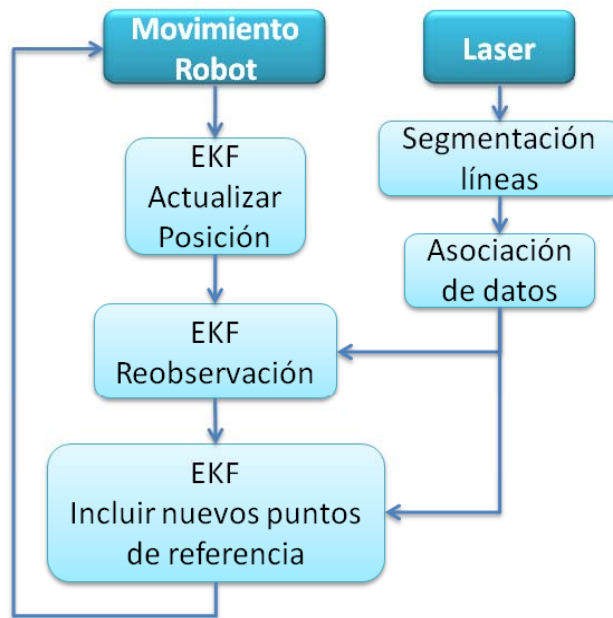 Movimiento
Robot
Laser
EKF
Actualizar
Posición
Segmentación
líneas
Asociación
de datos
EKF
Reobservación
EKF
Incluir nuevos puntos
de referencia